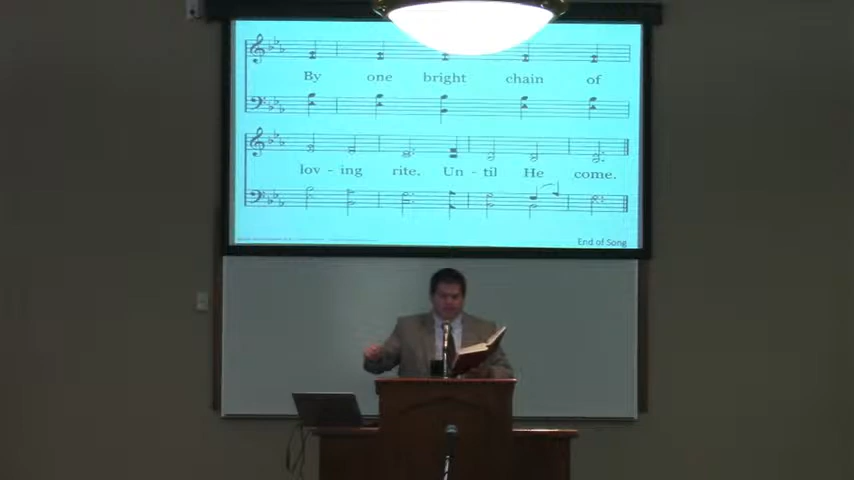 By one bright chain of
lov - ing rite. Un - til He come.
End of Song